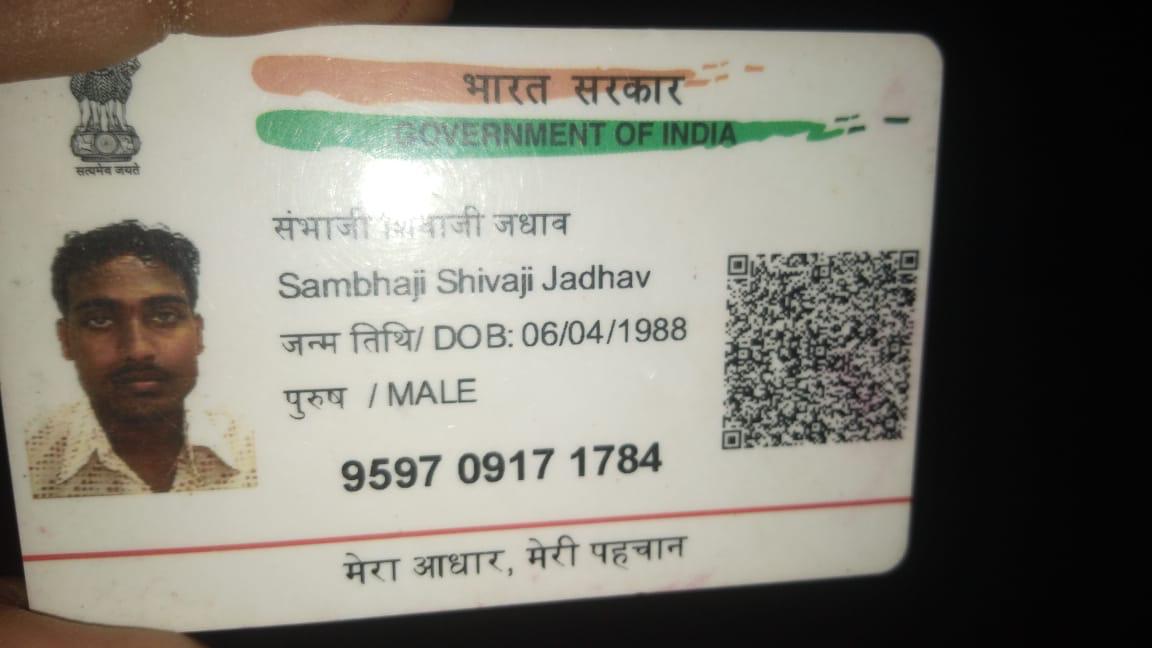 सत्यमेव जयते
भारत सरकार
GOVERNMENT OF INDIA
संभाजी शिवाजी जधाव
Sambhaji Shivaji Jadhav
जन्म तिथि/ DOB: 06/04/1988
पुरुष / MALE
9597 0917 1784
मेरा आधार, मेरी पहचान